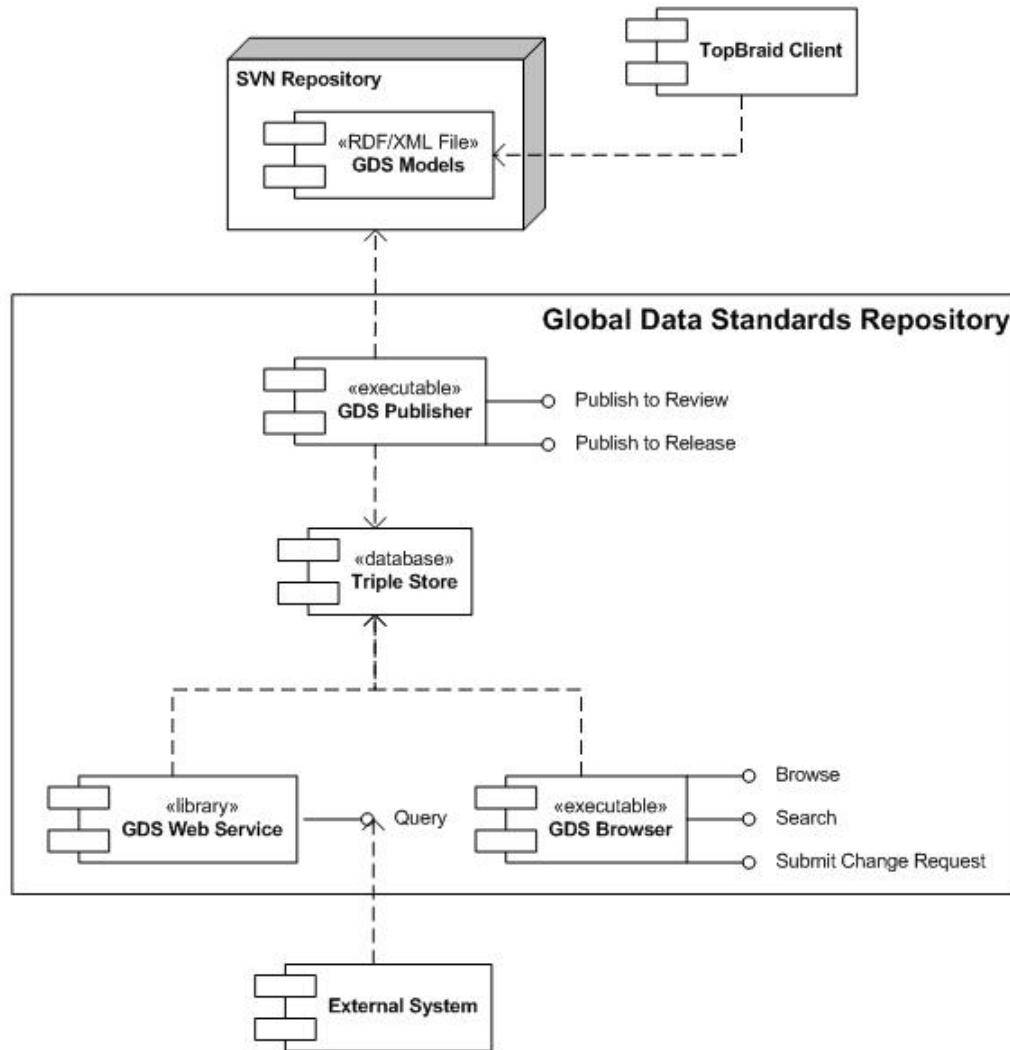 TopBraid Client
SVN Repository
«RDF/XML File»
GDS Models
Global Data Standards Repository
«executable»
GDS Publisher
Publish to Review
Publish to Release
«database»
Triple Store
«library»
GDS Web Service
Query
«executable»
GDS Browser
Browse
Search
Submit Change Request
External System